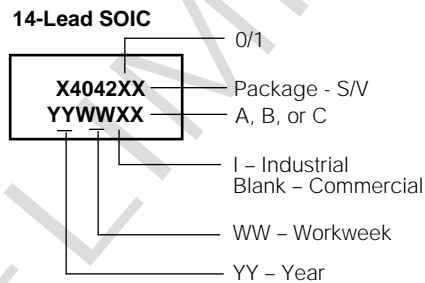 14-Lead SOIC
0/1
X4042XX
Package - S/V
YYWWXX
A, B, or C
I – Industrial
Blank – Commercial
WW – Workweek
YY – Year